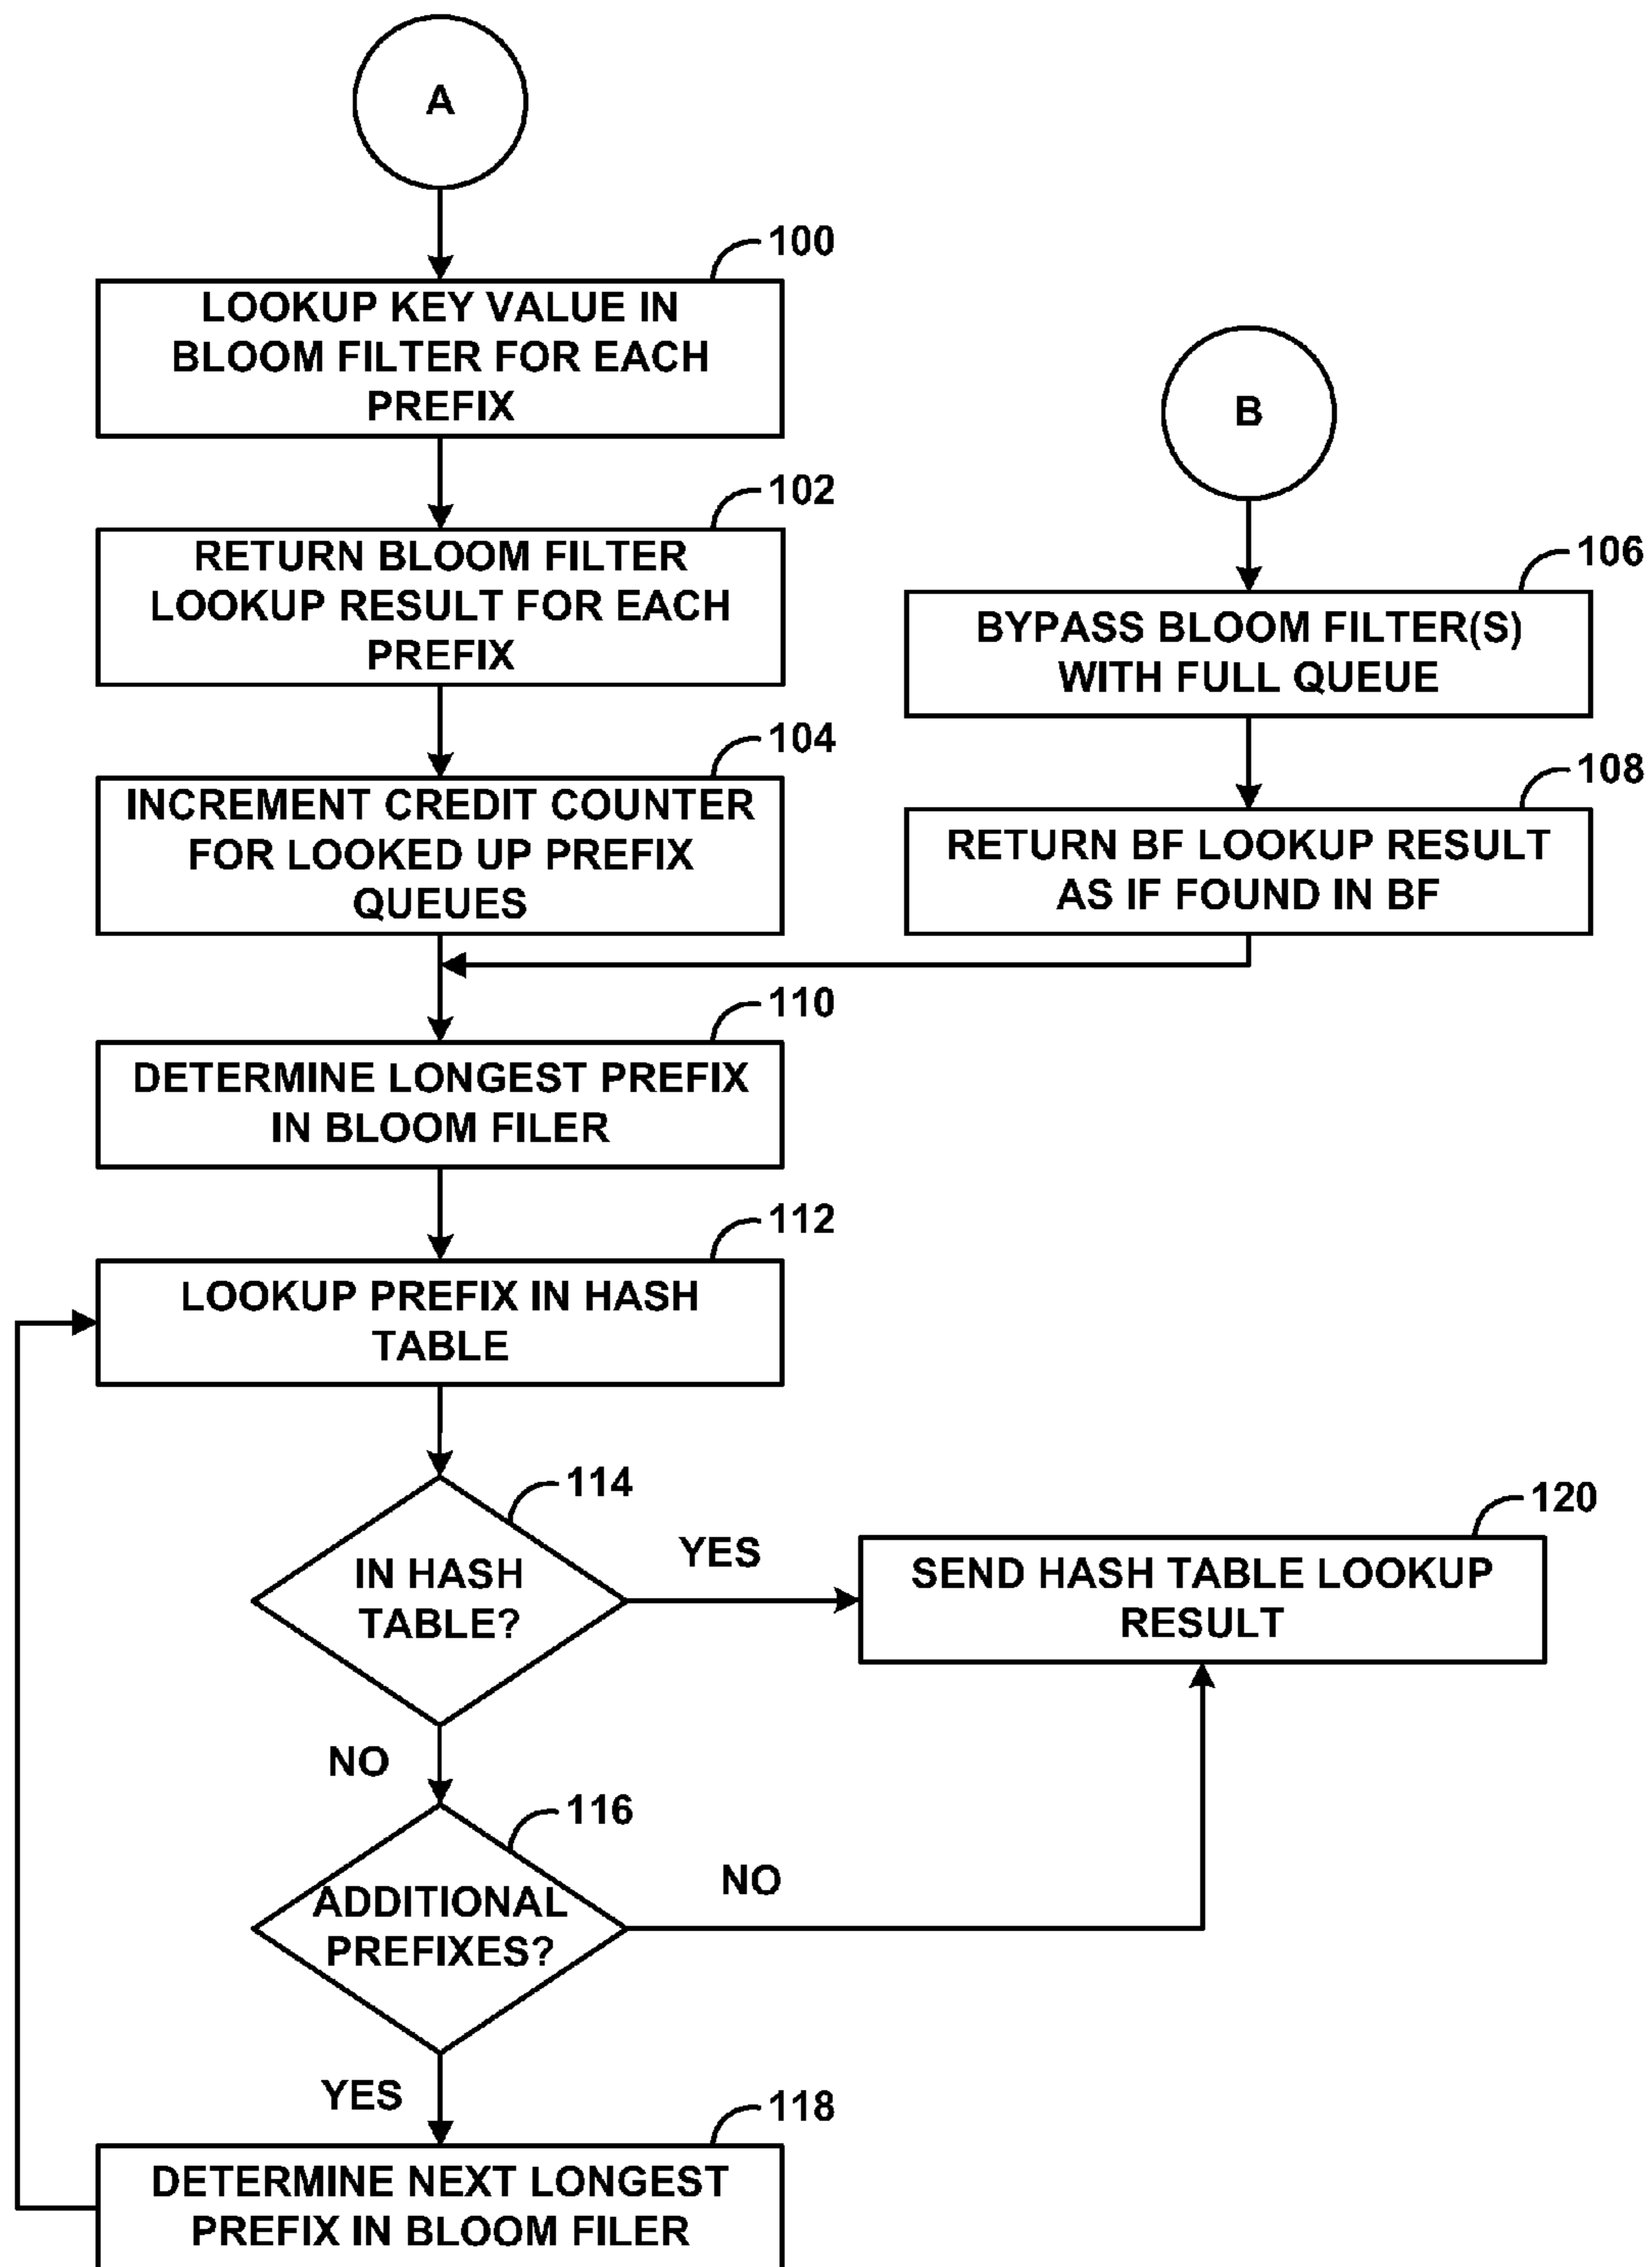 A
100
LOOKUP KEY VALUE IN
BLOOM FILTER FOR EACH
PREFIX
102
RETURN BLOOM FILTER
LOOKUP RESULT FOR EACH
PREFIX
104
INCREMENT CREDIT COUNTER
FOR LOOKED UP PREFIX
QUEUES
B
106
BYPASS BLOOM FILTER(S)
WITH FULL QUEUE
108
RETURN BF LOOKUP RESULT
AS IF FOUND IN BF
110
DETERMINE LONGEST PREFIX
IN BLOOM FILER
112
LOOKUP PREFIX IN HASH
TABLE
114
IN HASH
TABLE?
YES
120
SEND HASH TABLE LOOKUP
RESULT
NO
116
ADDITIONAL
PREFIXES?
NO
YES
118
DETERMINE NEXT LONGEST
PREFIX IN BLOOM FILER